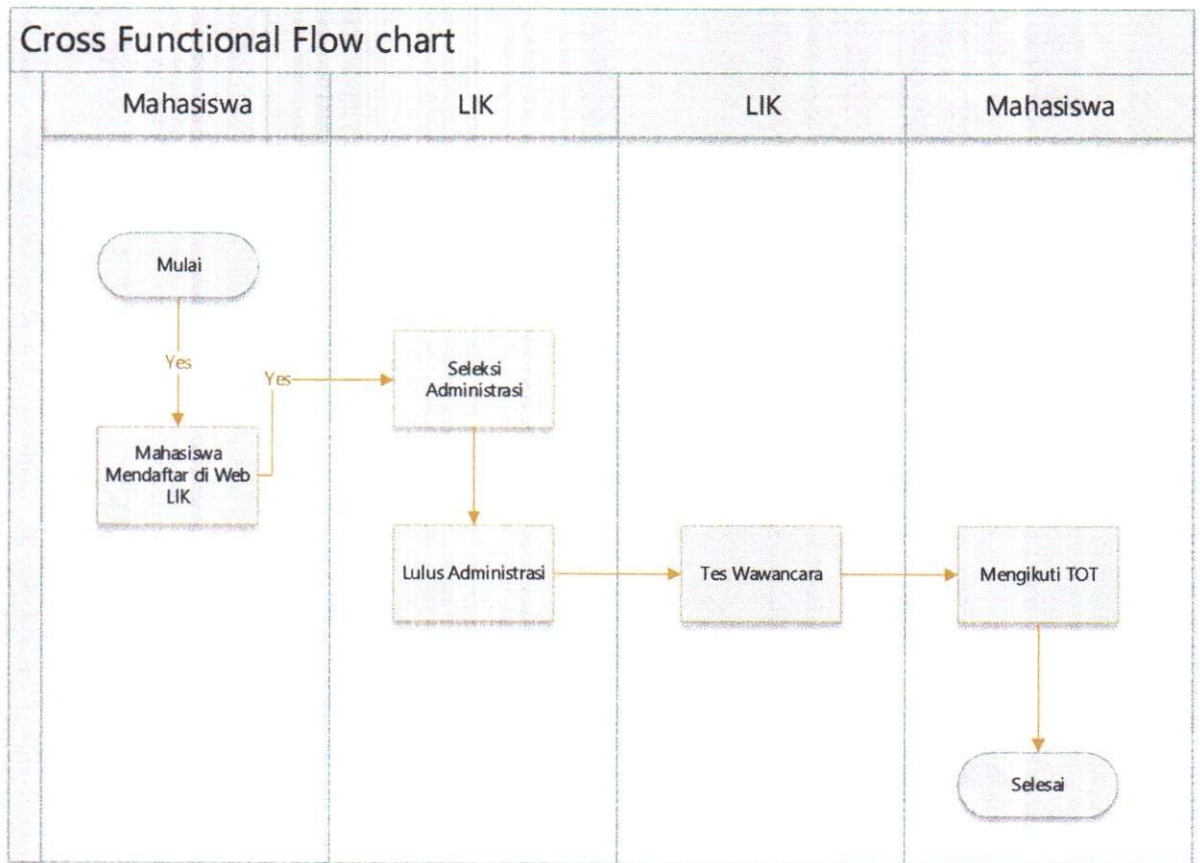 Cross Functional Flow chart
Mahasiswa
LIK
LIK
Mahasiswa
Mulai
Yes
Yes
Mahasiswa
Mendaftar di Web
LIK
Seleksi
Administrasi
Lulus Administrasi
Tes Wawancara
Mengikuti TOT
Selesai